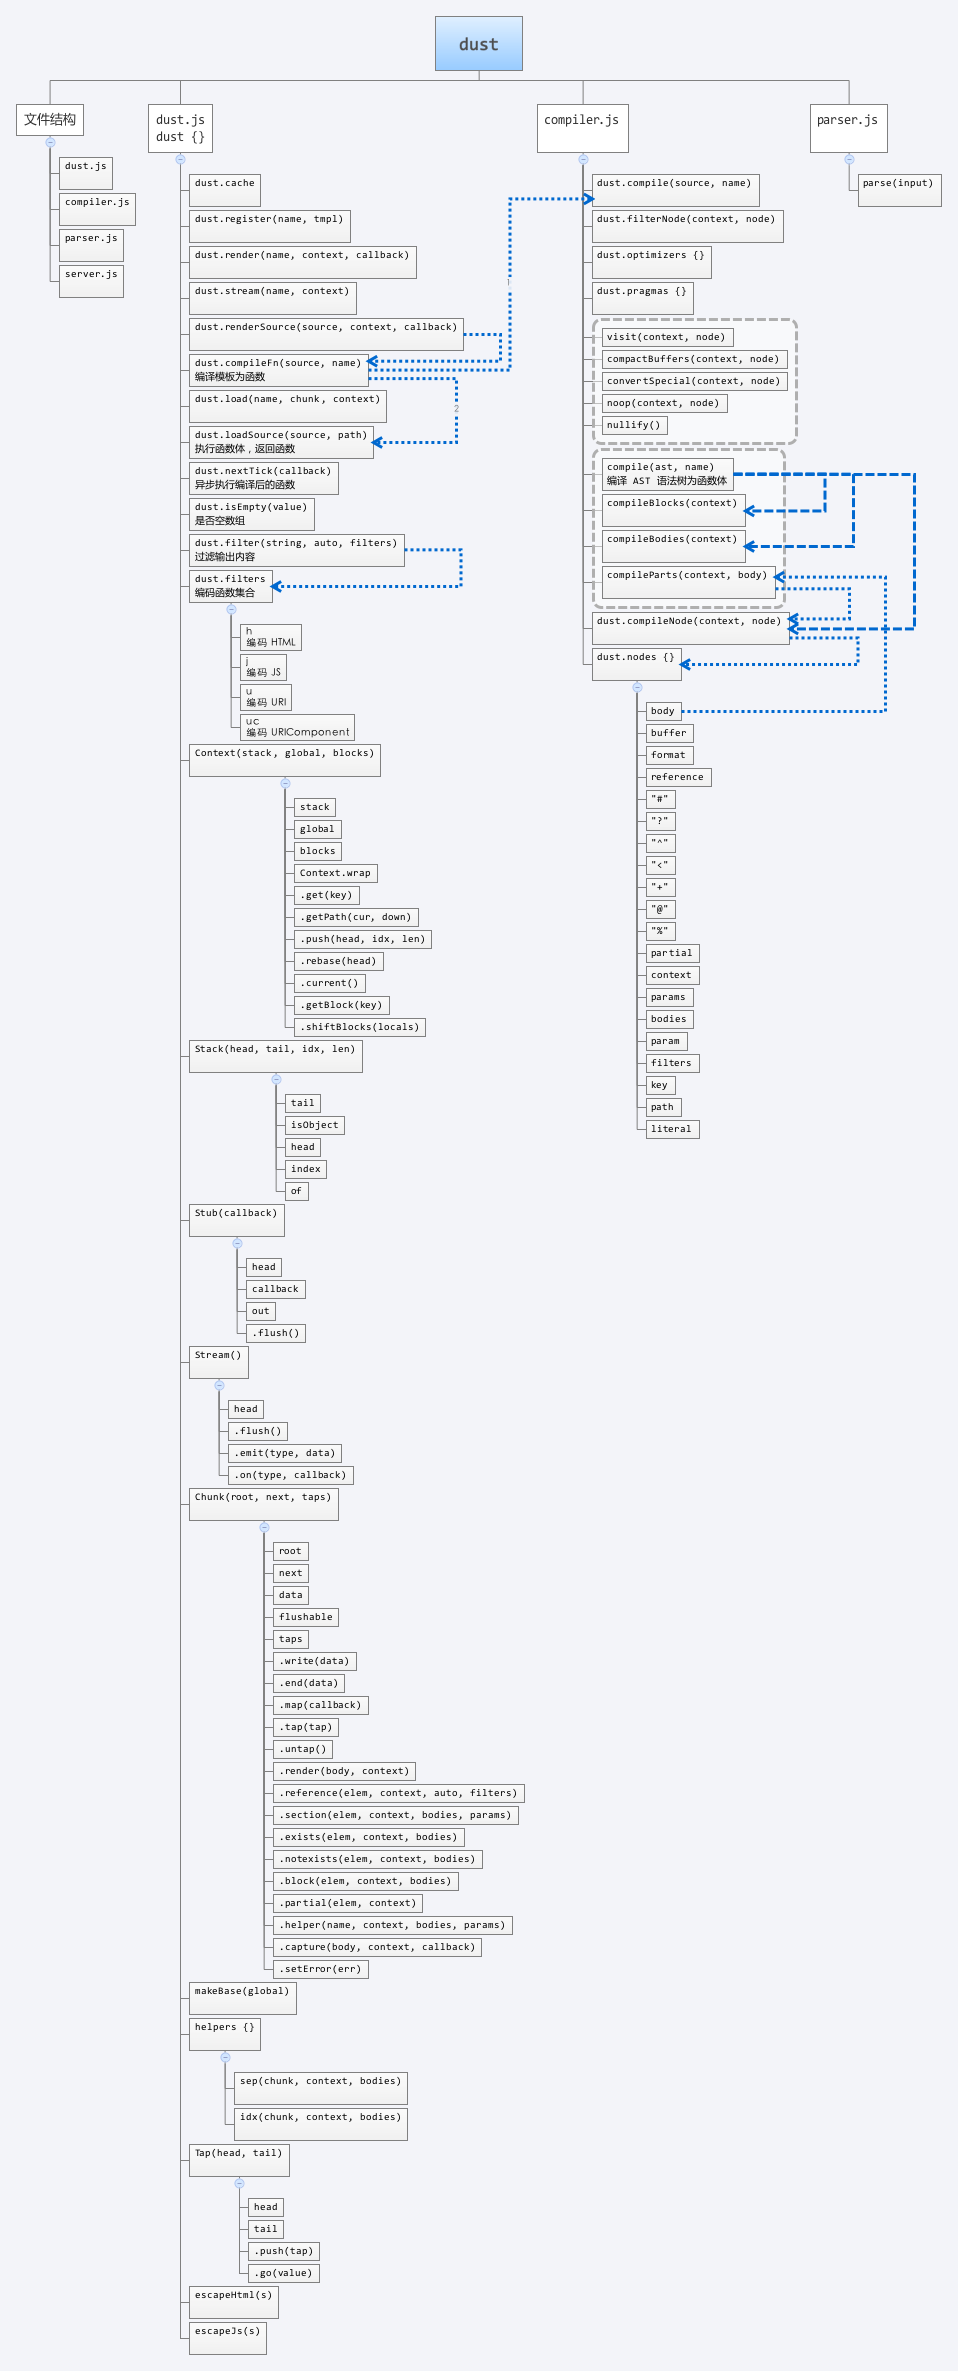 dust
文件结构
dust.js
compiler.js
parser.js
server.js
dust.js
dust {}
dust.cache
dust.register(name, tmpl)
dust.render(name, context, callback)
dust.stream(name, context)
dust.renderSource(source, context, callback)
dust.compileFn(source, name)
编译模板为函数
dust.load(name, chunk, context)
dust.loadSource(source, path)
执行函数体，返回函数
dust.nextTick(callback)
异步执行编译后的函数
dust.isEmpty(value)
是否空数组
dust.filter(string, auto, filters)
过滤输出内容
dust.filters
编码函数集合
h
编码 HTML
j
编码 JS
u
编码 URI
uc
编码 URIComponent
Context(stack, global, blocks)
stack
global
blocks
Context.wrap
.get(key)
.getPath(cur, down)
.push(head, idx, len)
.rebase(head)
.current()
.getBlock(key)
.shiftBlocks(locals)
Stack(head, tail, idx, len)
tail
isObject
head
index
of
Stub(callback)
head
callback
out
.flush()
Stream()
head
.flush()
.emit(type, data)
.on(type, callback)
Chunk(root, next, taps)
root
next
data
flushable
taps
.write(data)
.end(data)
.map(callback)
.tap(tap)
.untap()
.render(body, context)
.reference(elem, context, auto, filters)
.section(elem, context, bodies, params)
.exists(elem, context, bodies)
.notexists(elem, context, bodies)
.block(elem, context, bodies)
.partial(elem, context)
.helper(name, context, bodies, params)
.capture(body, context, callback)
.setError(err)
makeBase(global)
helpers {}
sep(chunk, context, bodies)
idx(chunk, context, bodies)
Tap(head, tail)
head
tail
.push(tap)
.go(value)
escapeHtml(s)
escapeJs(s)
1
2
compiler.js
dust.compile(source, name)
dust.filterNode(context, node)
dust.optimizers {}
dust.pragmas {}
visit(context, node)
compactBuffers(context, node)
convertSpecial(context, node)
noop(context, node)
nullify()
compile(ast, name)
编译 AST 语法树为函数体
compileBlocks(context)
compileBodies(context)
compileParts(context, body)
dust.compileNode(context, node)
dust.nodes {}
body
buffer
format
reference
"#"
"?"
"^"
"<"
"+"
"@"
"%"
partial
context
params
bodies
param
filters
key
path
literal
parser.js
parse(input)